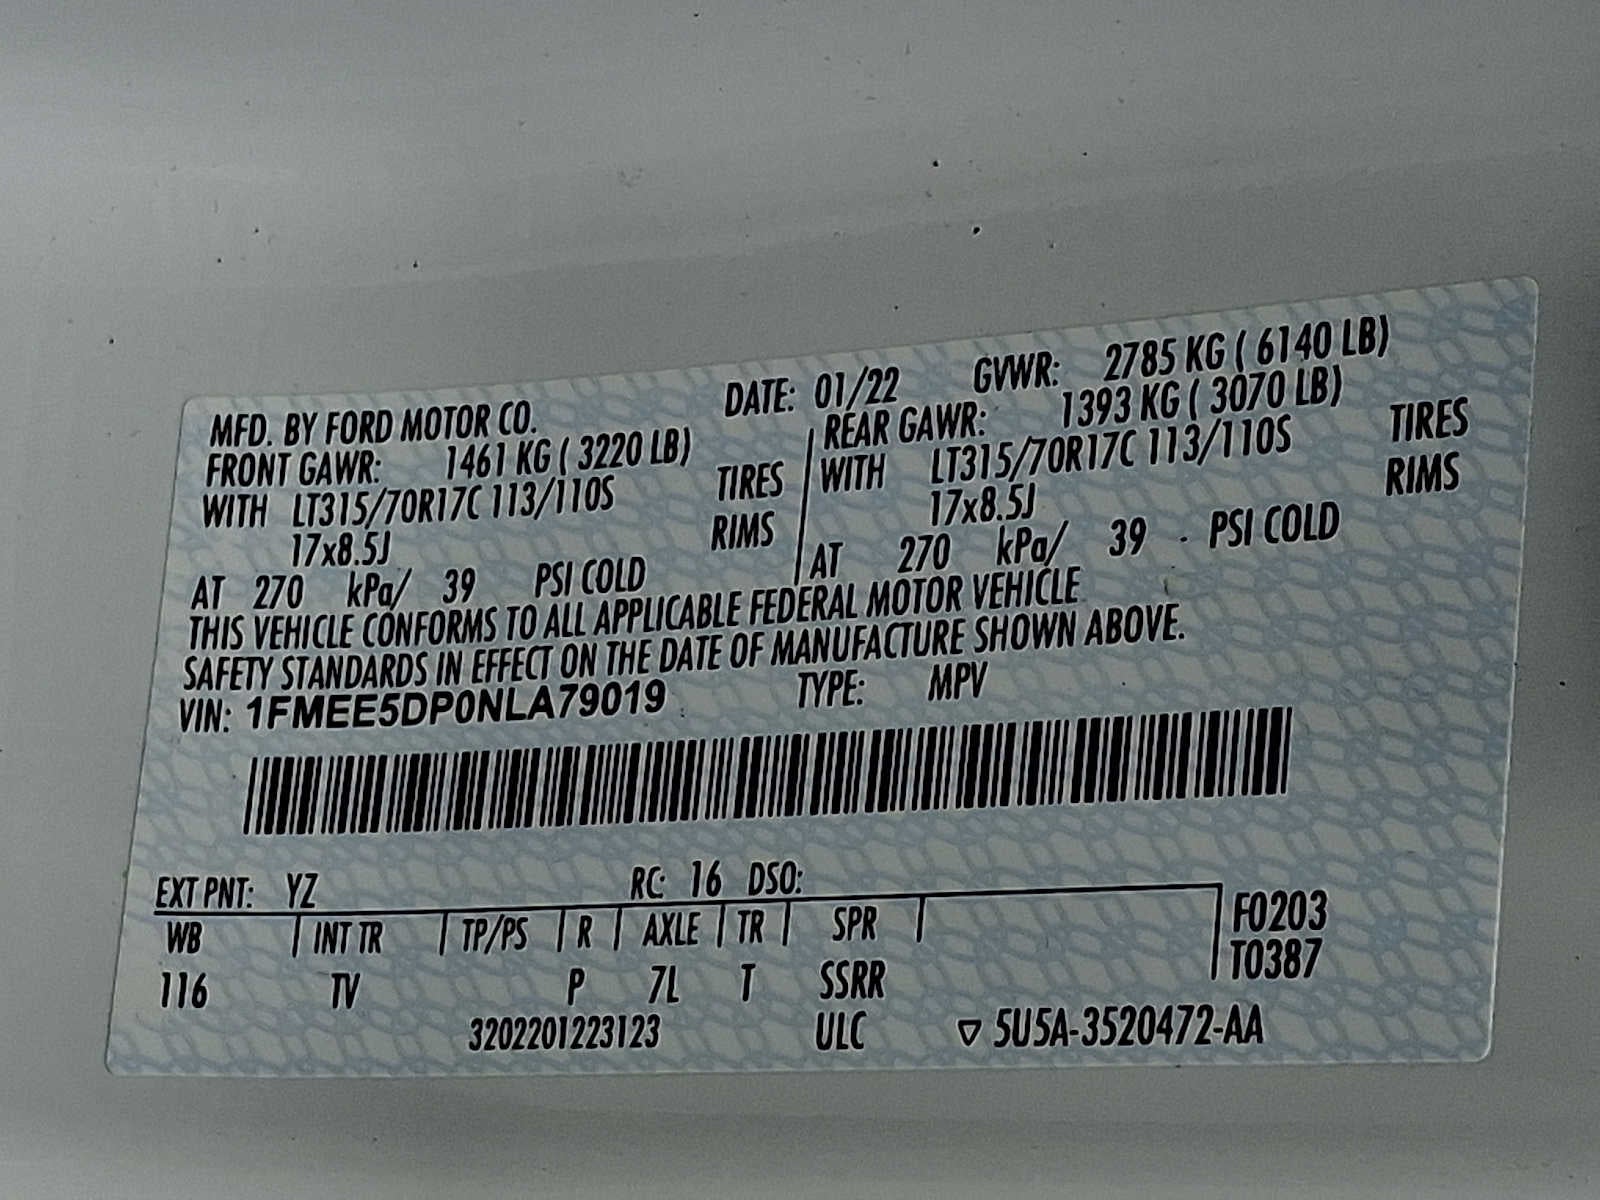 MFD. BY FORD MOTOR CO. DATE: 01/22 GVWR: 2785 KG ( 6140 LB)
FRONT GAWR: 1461 KG ( 3220 LB) REAR GAWR: 1393 KG ( 3070 LB)
WITH LT315/70R17C 113/110S TIRES WITH LT315/70R17C 113/110S TIRES
17x8.5J RIMS 17x8.5J RIMS
AT 270 kPa/ 39 PSI COLD AT 270 kPa/ 39 PSI COLD
THIS VEHICLE CONFORMS TO ALL APPLICABLE FEDERAL MOTOR VEHICLE
SAFETY STANDARDS IN EFFECT ON THE DATE OF MANUFACTURE SHOWN ABOVE.
VIN: 1FMEE5DP0NLA79019 TYPE: MPV
EXT PNT: YZ RC: 16 DSO:
WB INT TR TP/PS R AXLE TR SPR F0203
116 TV P 7L T SSRR T0387
3202201223123 ULC ▽ 5U5A-3520472-AA